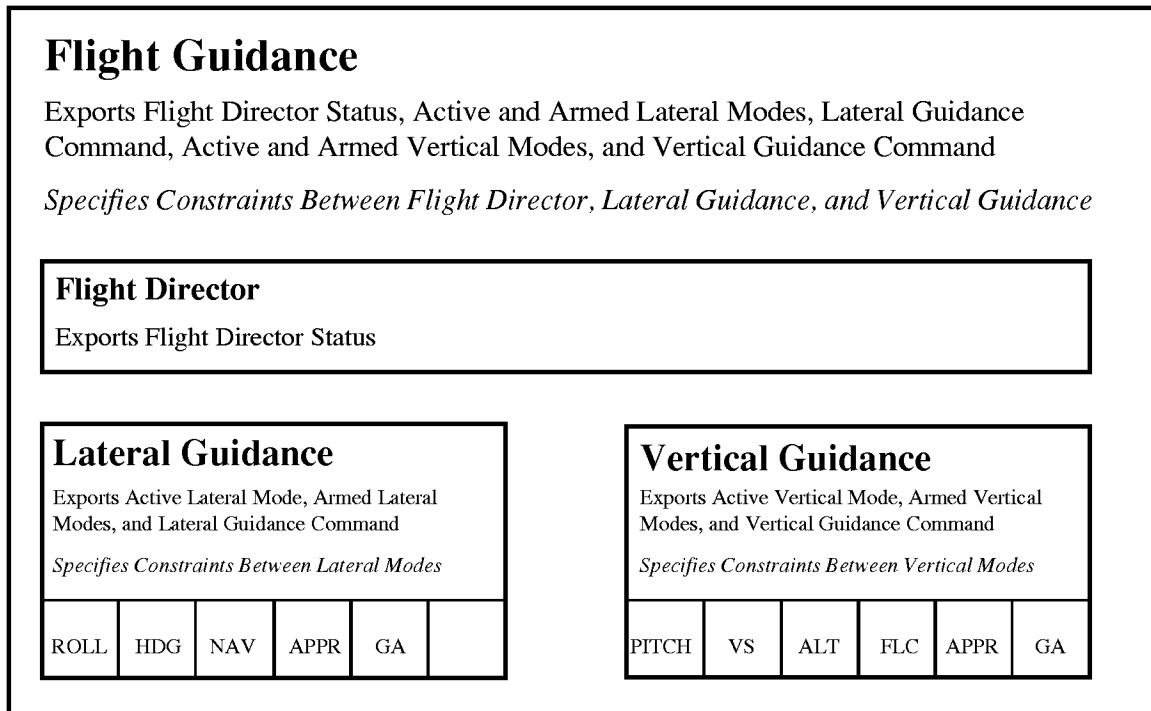 Flight Guidance
Exports Flight Director Status, Active and Armed Lateral Modes, Lateral Guidance
Command, Active and Armed Vertical Modes, and Vertical Guidance Command
Specifies Constraints Between Flight Director, Lateral Guidance, and Vertical Guidance
Flight Director
Exports Flight Director Status
Lateral Guidance
Exports Active Lateral Mode, Armed Lateral
Modes, and Lateral Guidance Command
Specifies Constraints Between Lateral Modes
ROLL HDG NAV APPR GA
Vertical Guidance
Exports Active Vertical Mode, Armed Vertical
Modes, and Vertical Guidance Command
Specifies Constraints Between Vertical Modes
PITCH VS ALT FLC APPR GA